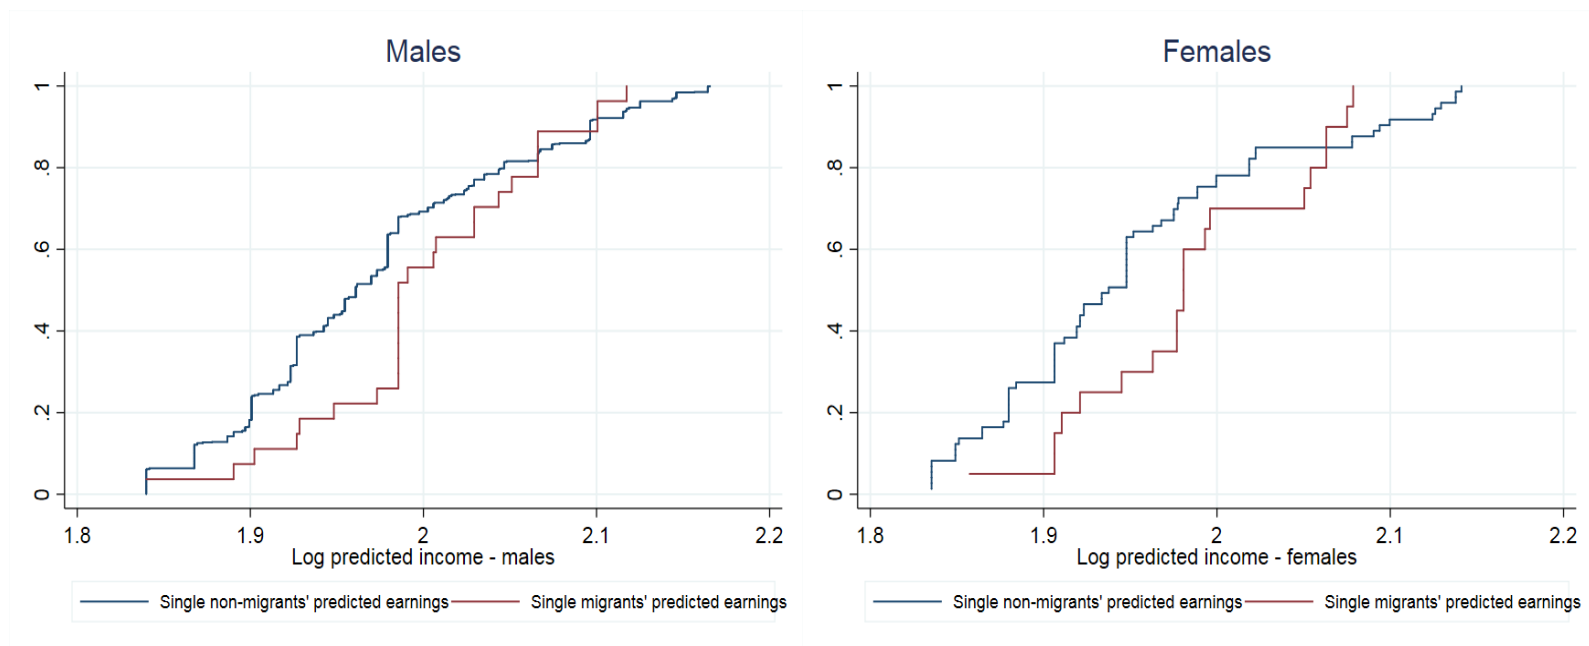 Males
1
.8
.6
.4
.2
0
1.8 1.9 2 2.1 2.2
Log predicted income - males
Single non-migrants' predicted earnings Single migrants' predicted earnings
Females
1
.8
.6
.4
.2
0
1.8 1.9 2 2.1 2.2
Log predicted income - females
Single non-migrants' predicted earnings Single migrants' predicted earnings